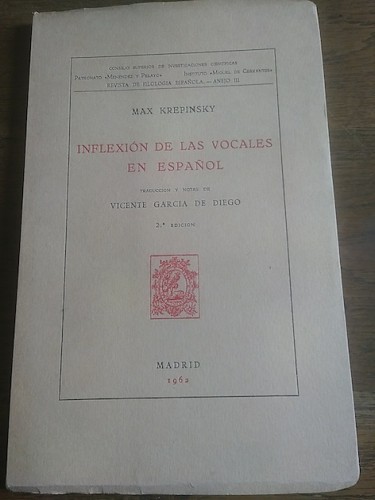 CONSEJO SUPERIOR DE INVESTIGACIONES CIENTÍFICAS
PATRONATO «MENÉNDEZ Y PELAYO» INSTITUTO «MIGUEL DE CERVANTES»
REVISTA DE FILOLOGÍA ESPAÑOLA.—ANEJO III
MAX KREPINSKY
INFLEXIÓN DE LAS VOCALES
EN ESPAÑOL
TRADUCCIÓN Y NOTAS DE
VICENTE GARCIA DE DIEGO
2.ª EDICIÓN
MADRID
1962